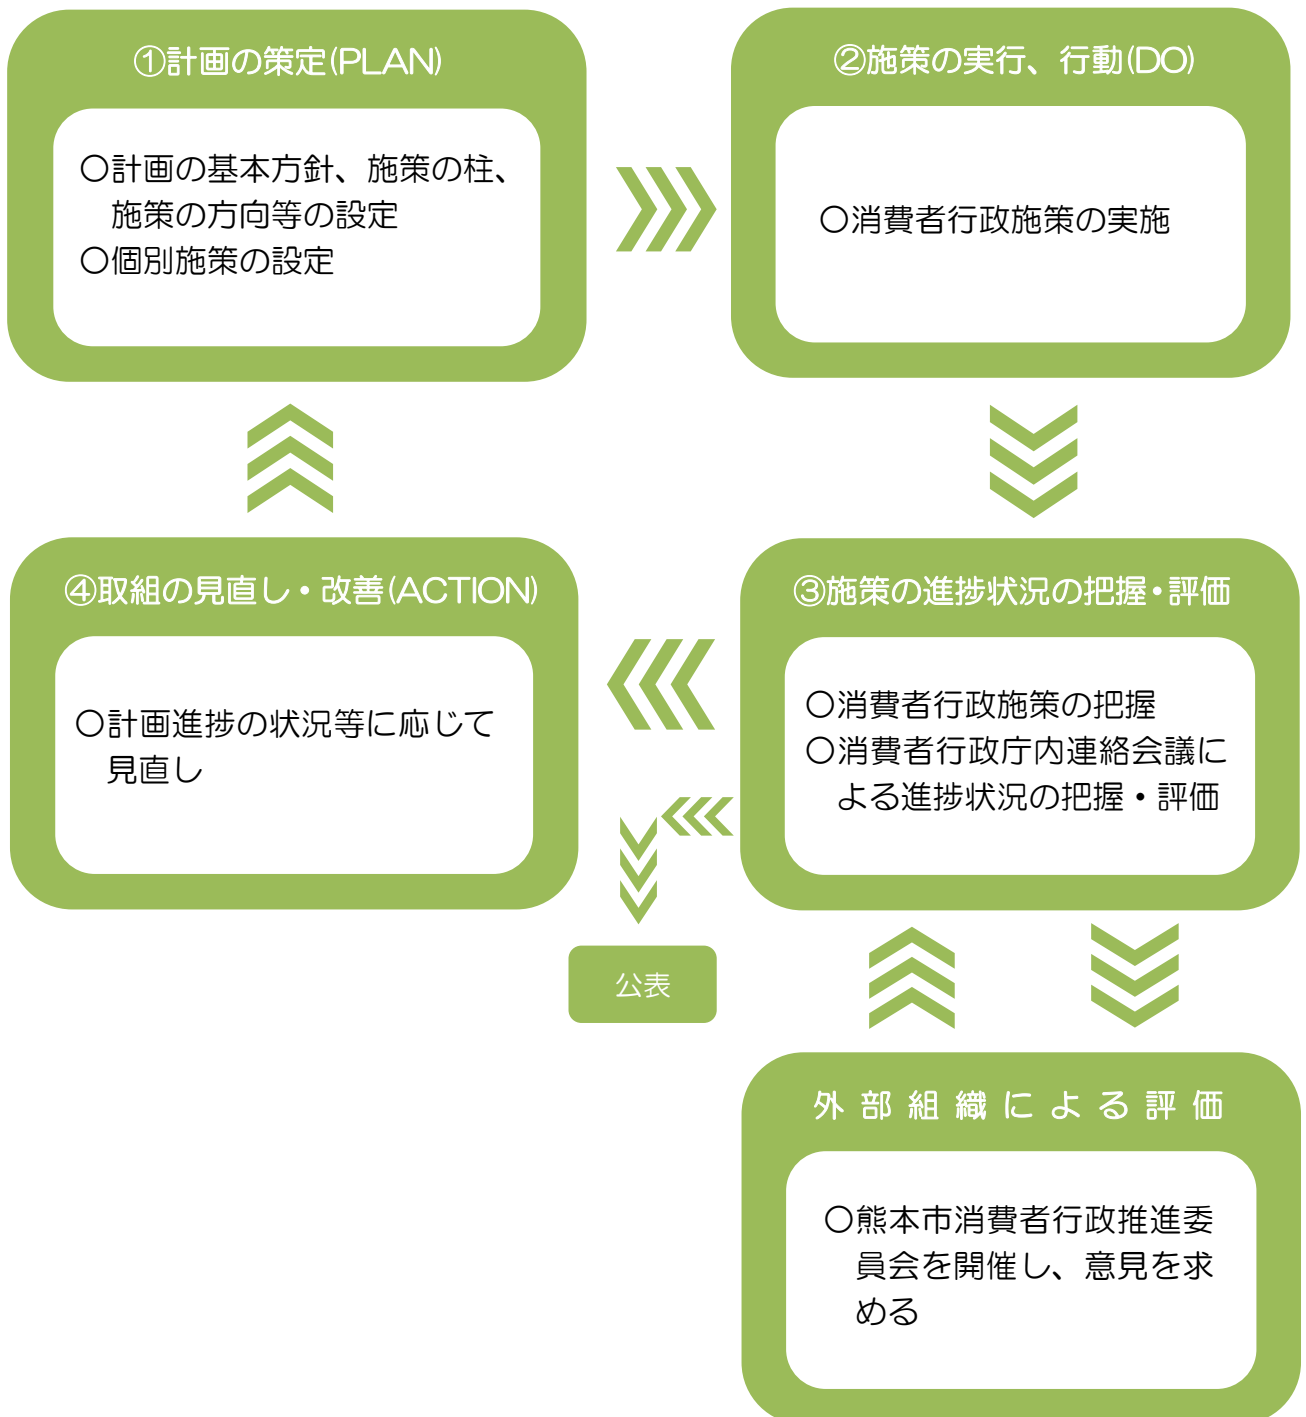 ①計画の策定(PLAN)
〇計画の基本方針、施策の柱、
施策の方向等の設定
〇個別施策の設定
②施策の実行、行動(DO)
〇消費者行政施策の実施
③施策の進捗状況の把握・評価
〇消費者行政施策の把握
〇消費者行政庁内連絡会議に
よる進捗状況の把握・評価
④取組の見直し・改善(ACTION)
〇計画進捗の状況等に応じて
見直し
公表
外部組織による評価
〇熊本市消費者行政推進委
員会を開催し、意見を求
める